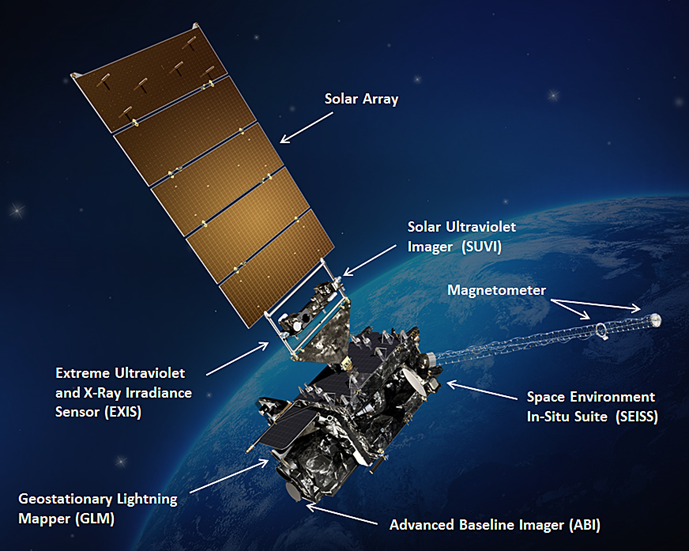 Solar Array
Solar Ultraviolet
Imager (SUVI)
Magnetometer
Extreme Ultraviolet
and X-Ray Irradiance
Sensor (EXIS)
Space Environment
In-Situ Suite (SEISS)
Geostationary Lightning
Mapper (GLM)
Advanced Baseline Imager (ABI)